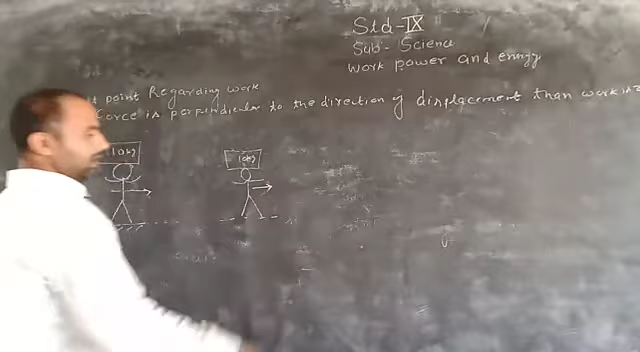 Std-IX
Sub- Science
Work power and energy
point Regarding work
Force is perpendicular to the direction of displacement than work is
10kg
10kg